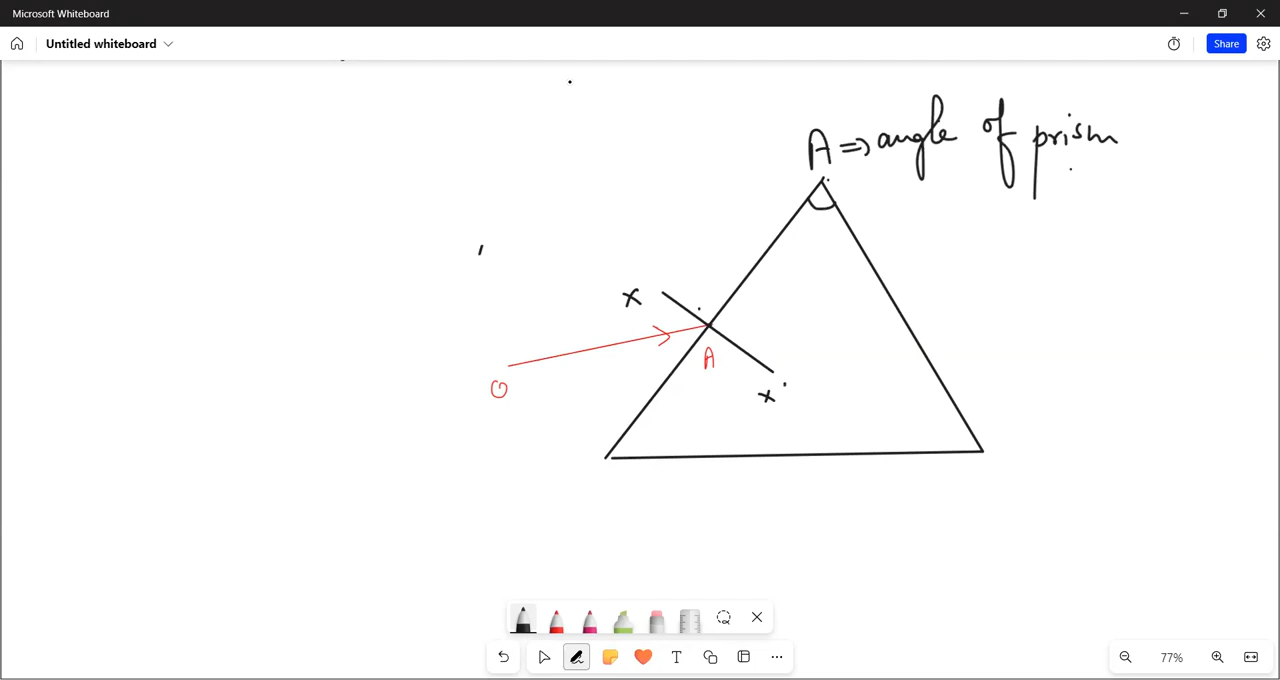 Microsoft Whiteboard
Untitled whiteboard
Share
A => angle of prism
x
A
O
x'
77%